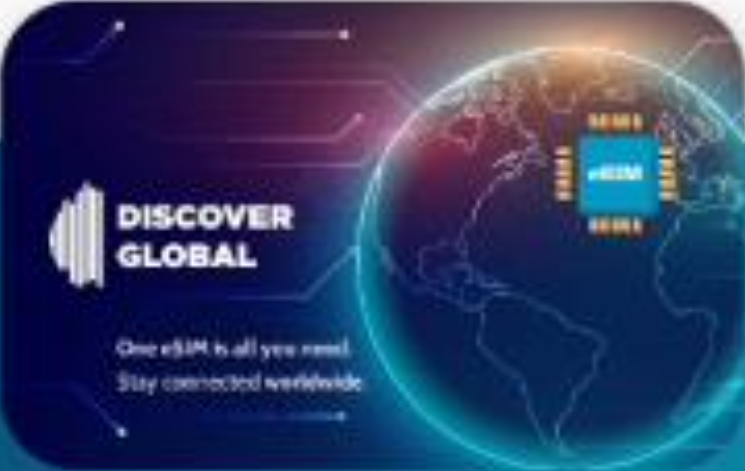 DISCOVER
GLOBAL
eSIM
One eSIM is all you need.
Stay connected worldwide.